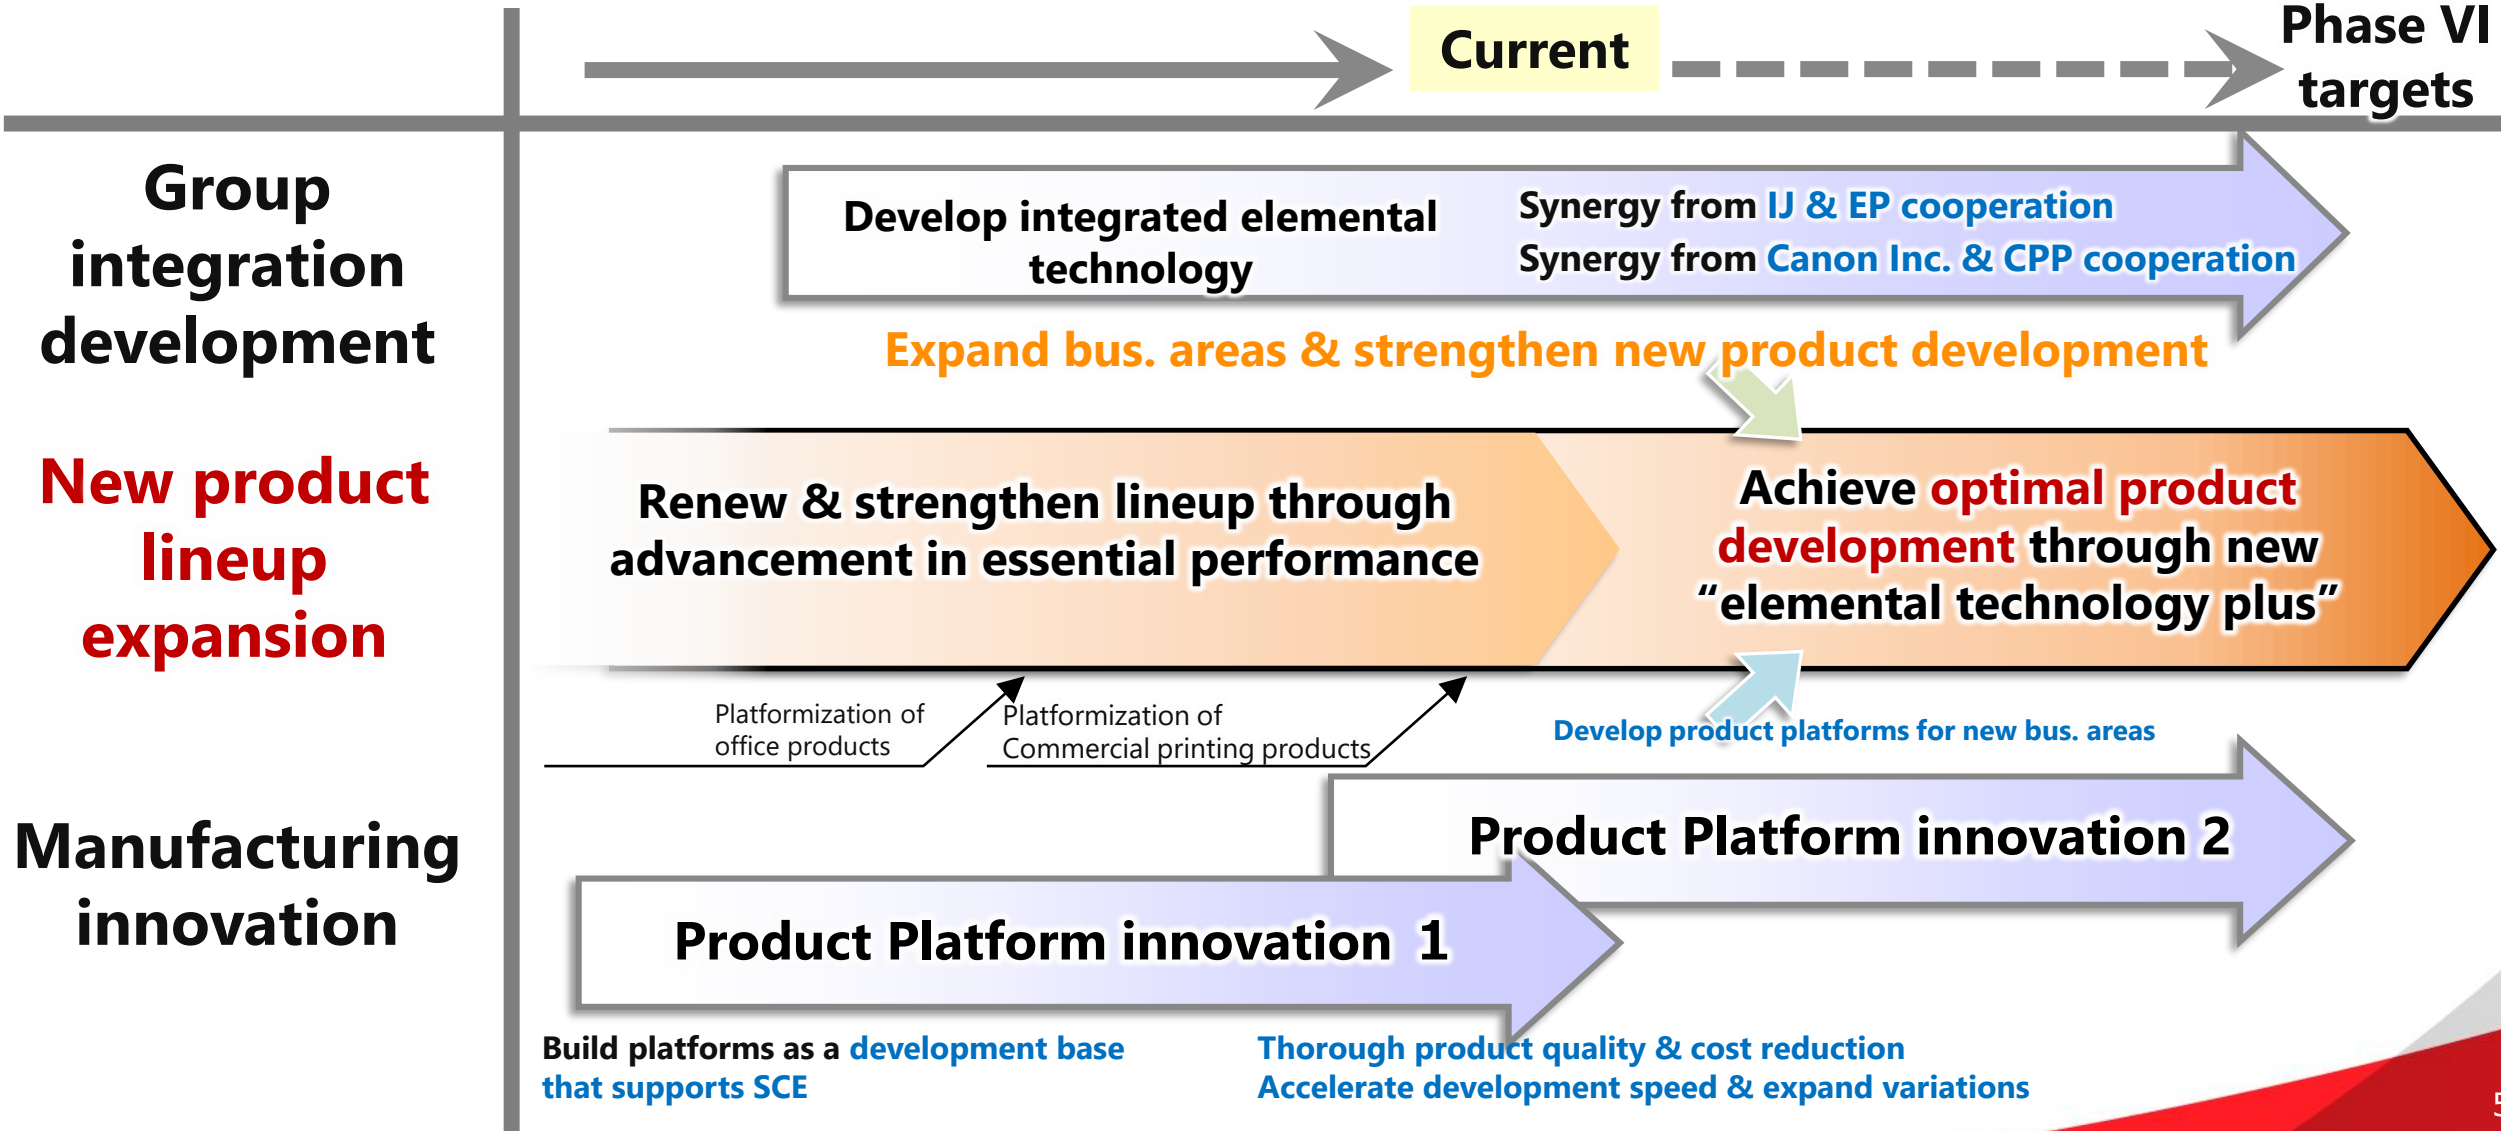 Current
Phase VI
targets
Group
integration
development
Develop integrated elemental
technology
Synergy from IJ & EP cooperation
Synergy from Canon Inc. & CPP cooperation
Expand bus. areas & strengthen new product development
New product
lineup
expansion
Renew & strengthen lineup through
advancement in essential performance
Achieve optimal product
development through new
“elemental technology plus”
Platformization of
office products
Platformization of
Commercial printing products
Develop product platforms for new bus. areas
Manufacturing
innovation
Product Platform innovation 2
Product Platform innovation 1
Build platforms as a development base
that supports SCE
Thorough product quality & cost reduction
Accelerate development speed & expand variations